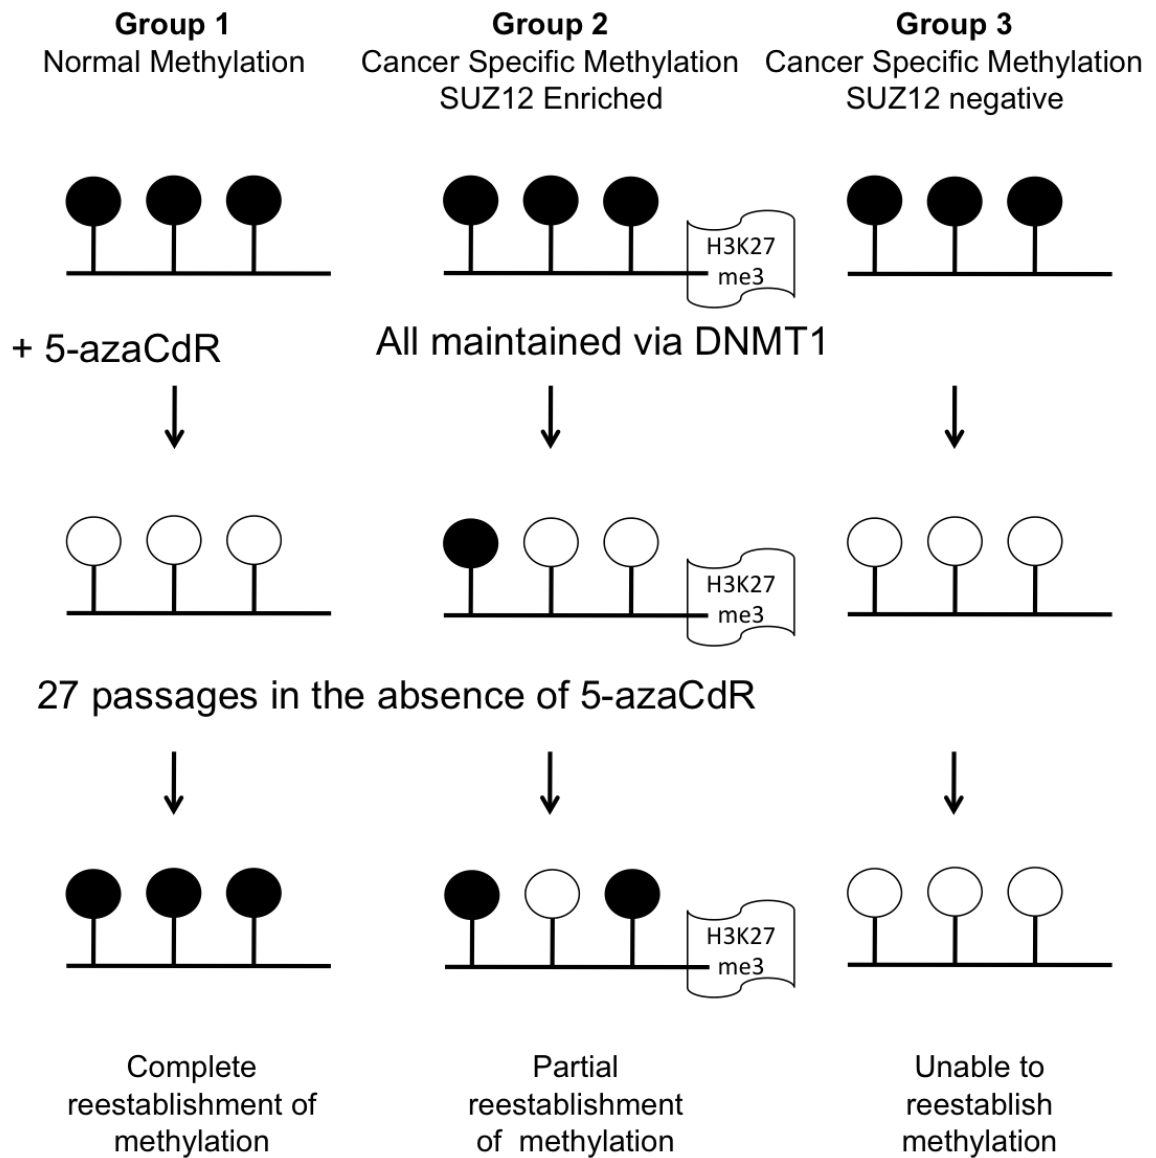 Group 1
Normal Methylation
Group 2
Cancer Specific Methylation
SUZ12 Enriched
Group 3
Cancer Specific Methylation
SUZ12 negative
H3K27
me3
+ 5-azaCdR
All maintained via DNMT1
H3K27
me3
27 passages in the absence of 5-azaCdR
H3K27
me3
Complete
reestablishment of
methylation
Partial
reestablishment
of methylation
Unable to
reestablish
methylation